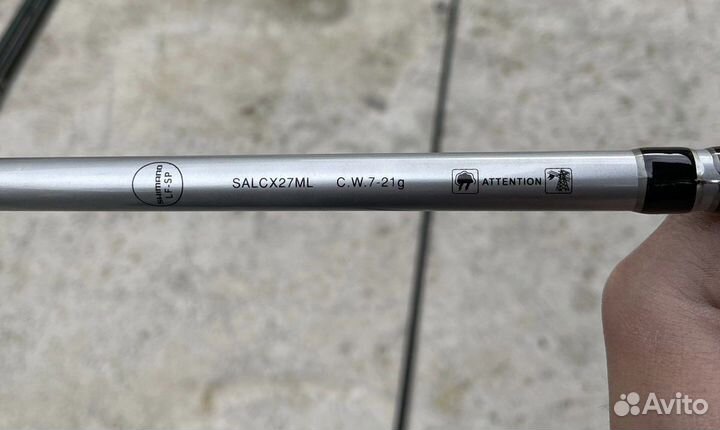 SHIMANO
LF-SP
SALCX27ML C.W.7-21g ATTENTION
Avito